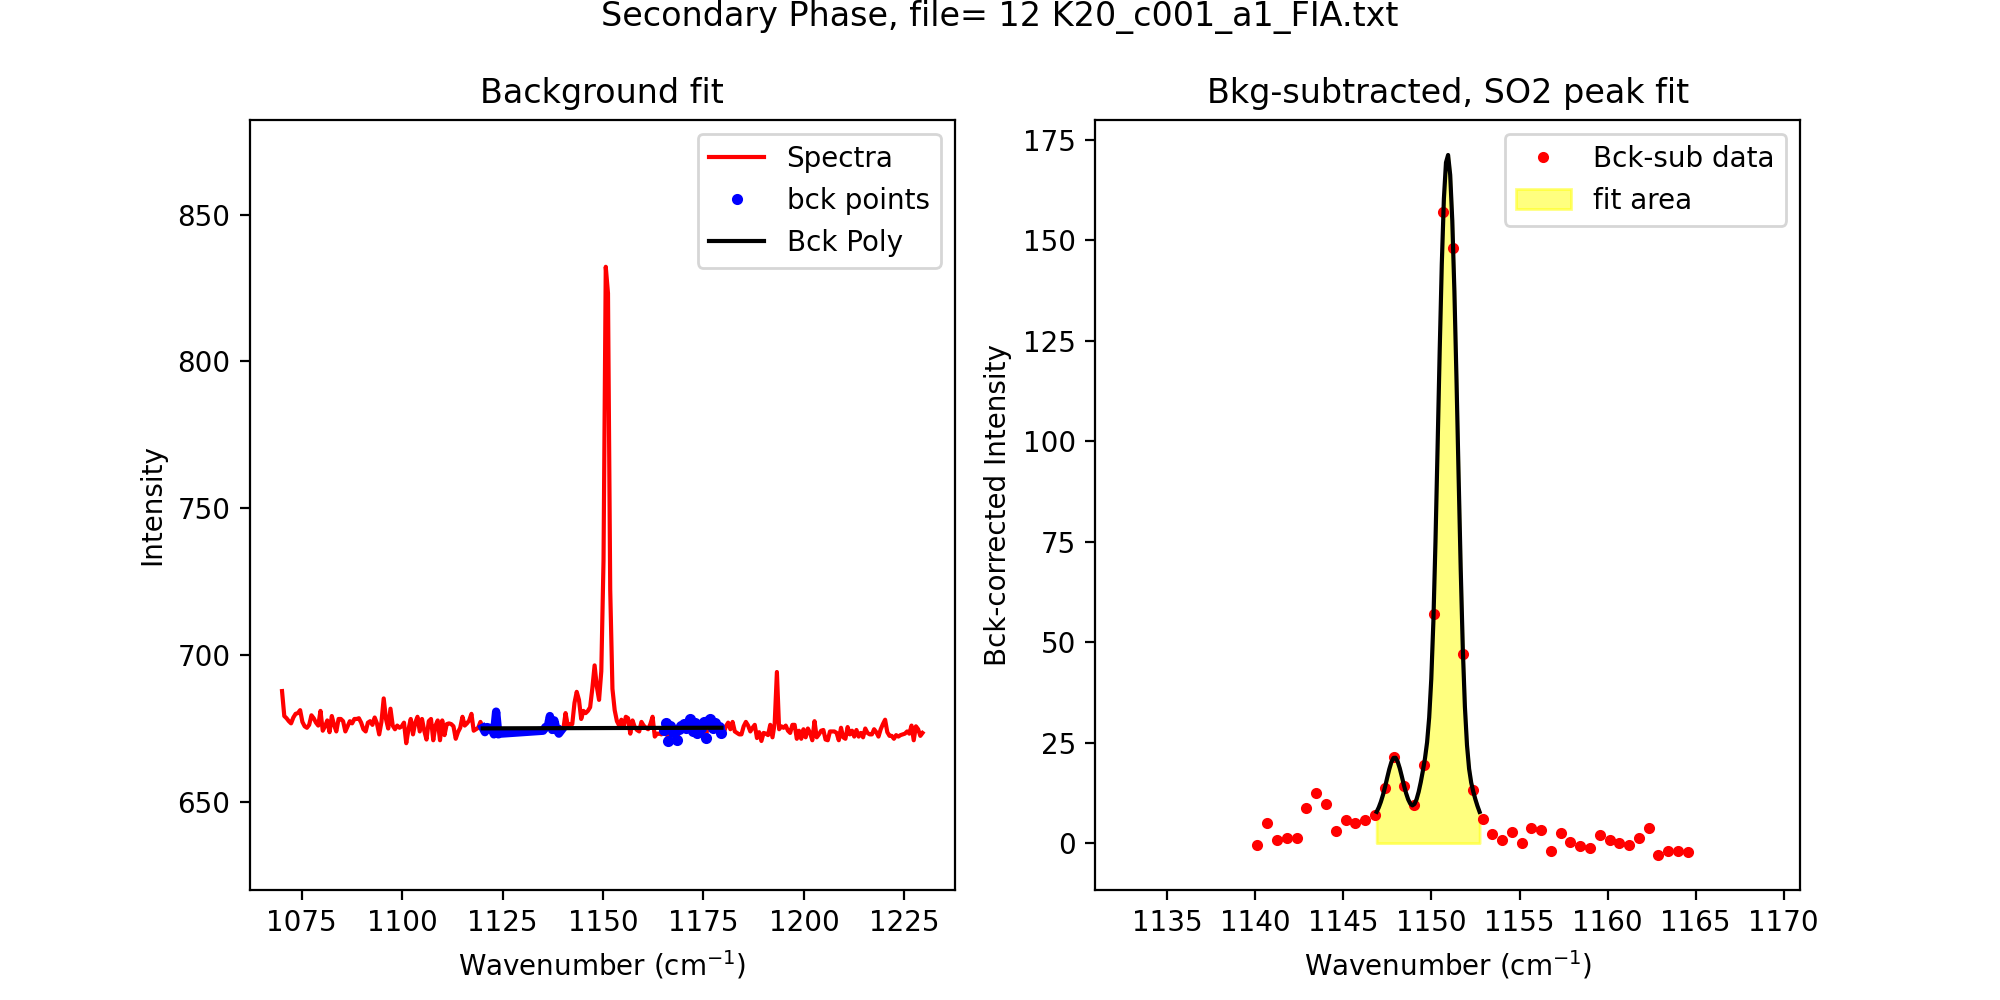 Secondary Phase, file= 12 K20_c001_a1_FIA.txt
Background fit
Spectra
bck points
Bck Poly
850
800
750
700
650
Intensity
1075 1100 1125 1150 1175 1200 1225
Wavenumber (cm⁻¹)
Bkg-subtracted, SO2 peak fit
Bck-sub data
fit area
175
150
125
100
75
50
25
0
Bck-corrected Intensity
1135 1140 1145 1150 1155 1160 1165 1170
Wavenumber (cm⁻¹)